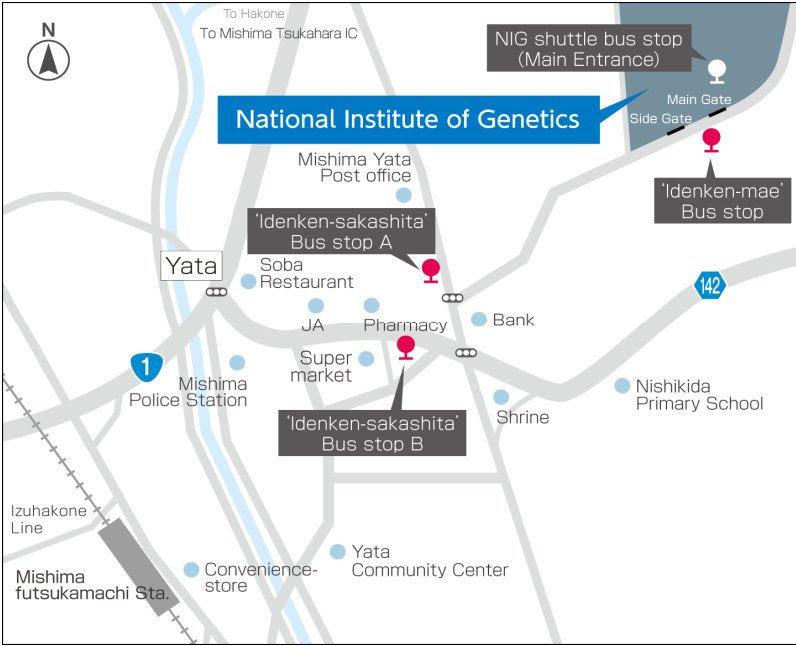 To Hakone
To Mishima Tsukahara IC
N
NIG shuttle bus stop
(Main Entrance)
Main Gate
Side Gate
National Institute of Genetics
Mishima Yata
Post office
'Idenken-mae'
Bus stop
'Idenken-sakashita'
Bus stop A
Yata
Soba
Restaurant
142
JA
Pharmacy
Bank
1
Super
market
Mishima
Police Station
Nishikida
Primary School
Shrine
'Idenken-sakashita'
Bus stop B
Izuhakone
Line
Yata
Community Center
Convenience-
store
Mishima
futsukamachi Sta.